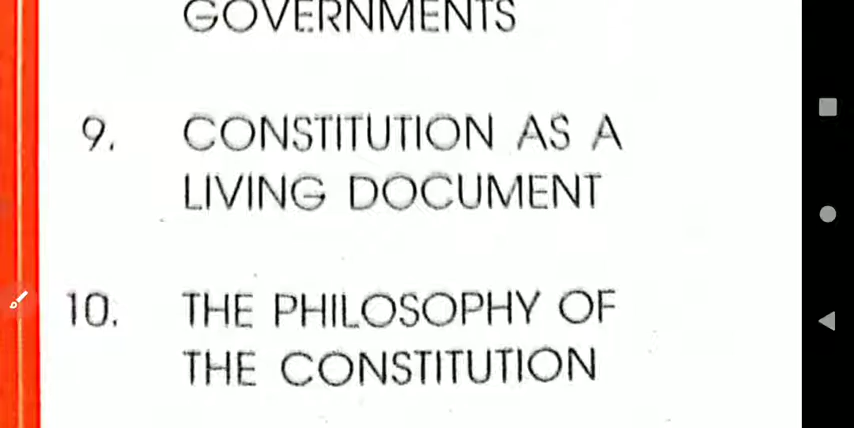 GOVERNMENTS
9. CONSTITUTION AS A
LIVING DOCUMENT
10. THE PHILOSOPHY OF
THE CONSTITUTION